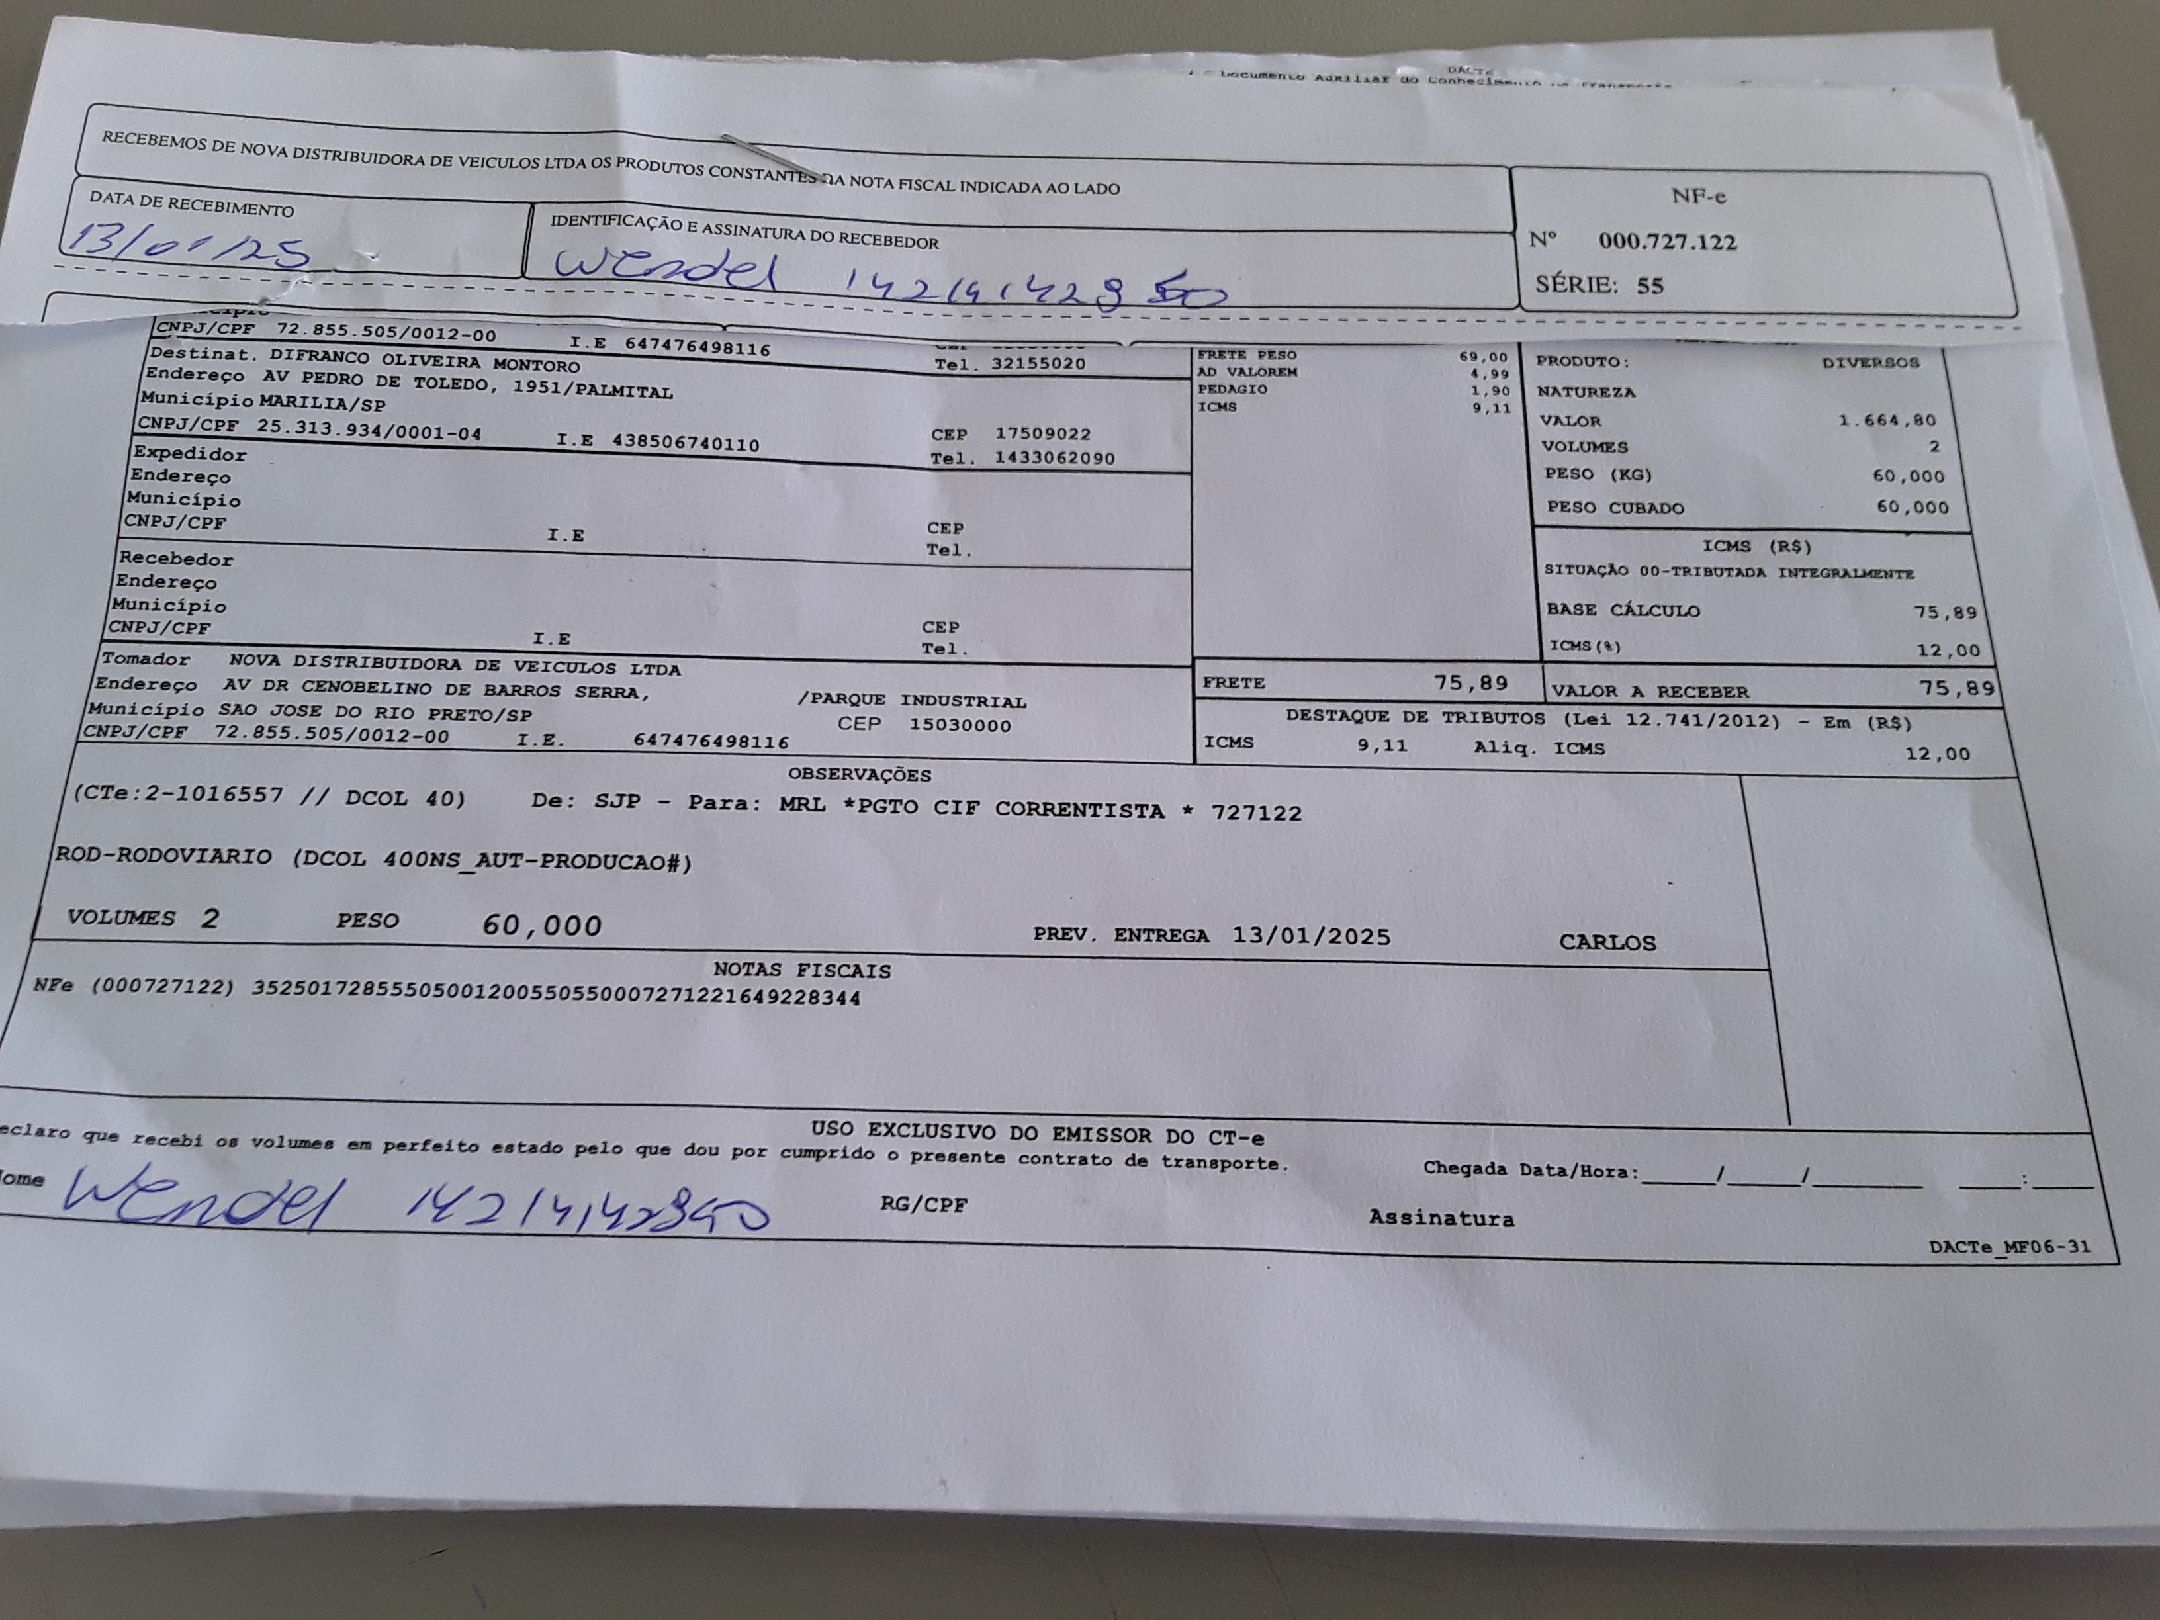 DACTe
- Documento Auxiliar do Conhecimento de Transporte
RECEBEMOS DE NOVA DISTRIBUIDORA DE VEICULOS LTDA OS PRODUTOS CONSTANTES DA NOTA FISCAL INDICADA AO LADO
DATA DE RECEBIMENTO
13/01/25
IDENTIFICAÇÃO E ASSINATURA DO RECEBEDOR
Wendel
NF-e
Nº 000.727.122
SÉRIE: 55
CNPJ/CPF 72.855.505/0012-00 I.E 647476498116
Tel. 32155020
Destinat. DIFRANCO OLIVEIRA MONTORO
Endereço AV PEDRO DE TOLEDO, 1951/PALMITAL
Município MARILIA/SP
CEP 17509022
CNPJ/CPF 25.313.934/0001-04 I.E 438506740110
Tel. 1433062090
Expedidor
Endereço
Município
CEP
CNPJ/CPF I.E
Tel.
Recebedor
Endereço
Município
CEP
CNPJ/CPF I.E
Tel.
Tomador NOVA DISTRIBUIDORA DE VEICULOS LTDA
Endereço AV DR CENOBELINO DE BARROS SERRA, /PARQUE INDUSTRIAL
Município SAO JOSE DO RIO PRETO/SP CEP 15030000
CNPJ/CPF 72.855.505/0012-00 I.E. 647476498116
FRETE PESO 69,00
AD VALOREM 4,99
PEDAGIO 1,90
ICMS 9,11
PRODUTO: DIVERSOS
NATUREZA
VALOR 1.664,80
VOLUMES 2
PESO (KG) 60,000
PESO CUBADO 60,000
ICMS (R$)
SITUAÇÃO 00-TRIBUTADA INTEGRALMENTE
BASE CÁLCULO 75,89
ICMS(%) 12,00
FRETE 75,89 VALOR A RECEBER 75,89
DESTAQUE DE TRIBUTOS (Lei 12.741/2012) - Em (R$)
ICMS 9,11 Aliq. ICMS 12,00
OBSERVAÇÕES
(CTe:2-1016557 // DCOL 40) De: SJP - Para: MRL *PGTO CIF CORRENTISTA * 727122
ROD-RODOVIARIO (DCOL 400NS_AUT-PRODUCAO#)
VOLUMES 2 PESO 60,000 PREV. ENTREGA 13/01/2025 CARLOS
NOTAS FISCAIS
NFe (000727122) 35250172855505001200550550007271221649228344
USO EXCLUSIVO DO EMISSOR DO CT-e
eclaro que recebi os volumes em perfeito estado pelo que dou por cumprido o presente contrato de transporte.
Chegada Data/Hora:____/____/______ ___:___
ome Wendel RG/CPF Assinatura
DACTe_MF06-31